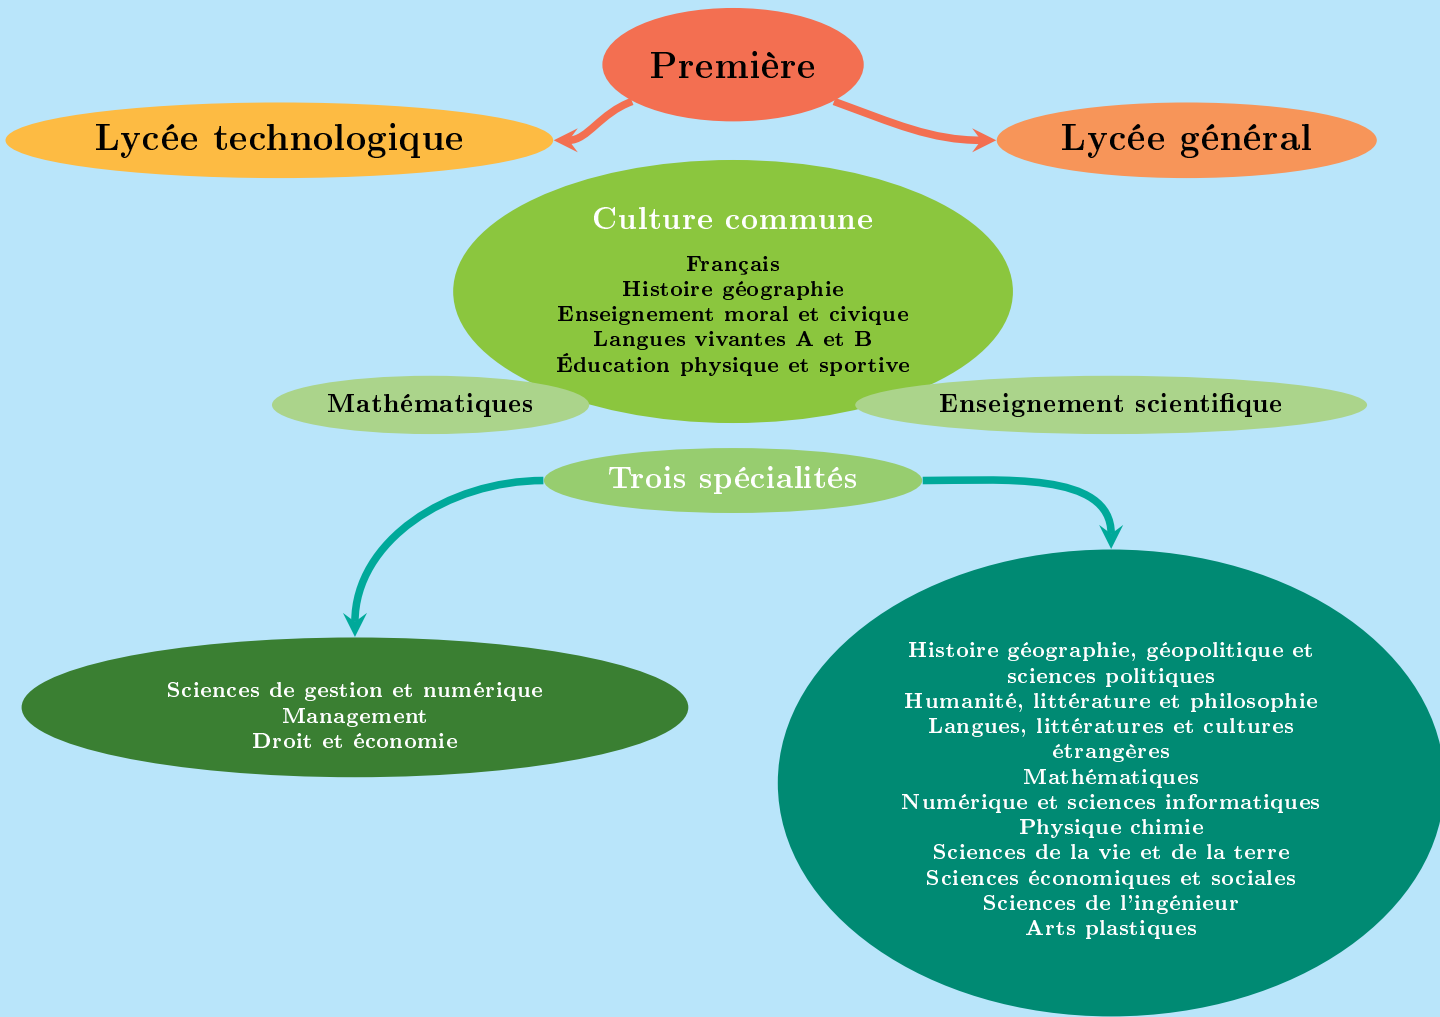 Première
Lycée technologique
Lycée général
Culture commune
Français
Histoire géographie
Enseignement moral et civique
Langues vivantes A et B
Éducation physique et sportive
Mathématiques
Enseignement scientifique
Trois spécialités
Sciences de gestion et numérique
Management
Droit et économie
Histoire géographie, géopolitique et
sciences politiques
Humanité, littérature et philosophie
Langues, littératures et cultures
étrangères
Mathématiques
Numérique et sciences informatiques
Physique chimie
Sciences de la vie et de la terre
Sciences économiques et sociales
Sciences de l'ingénieur
Arts plastiques